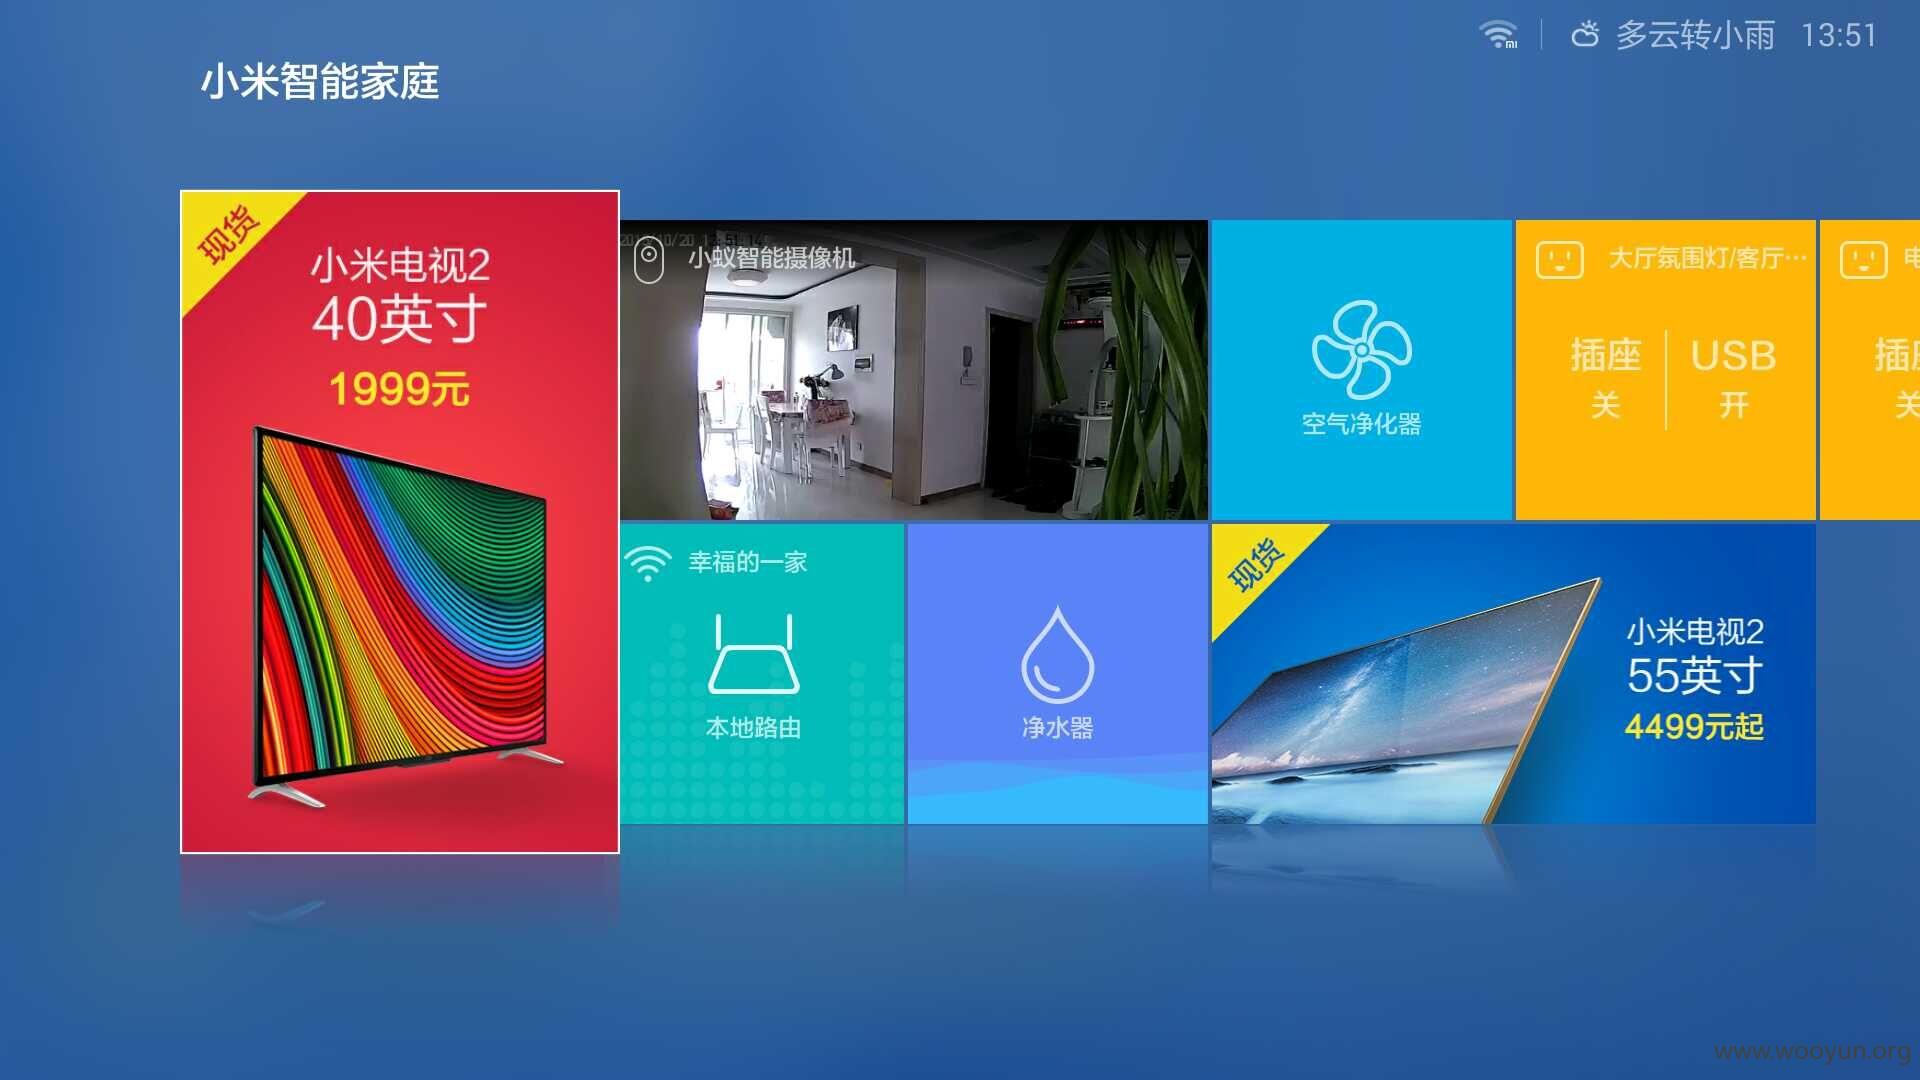 多云转小雨 13:51
小米智能家庭
现货
小米电视2
40英寸
1999元
小蚁智能摄像机
空气净化器
大厅氛围灯/客厅…
插座
关
USB
开
幸福的一家
本地路由
净水器
现货
小米电视2
55英寸
4499元起
www.wooyun.org